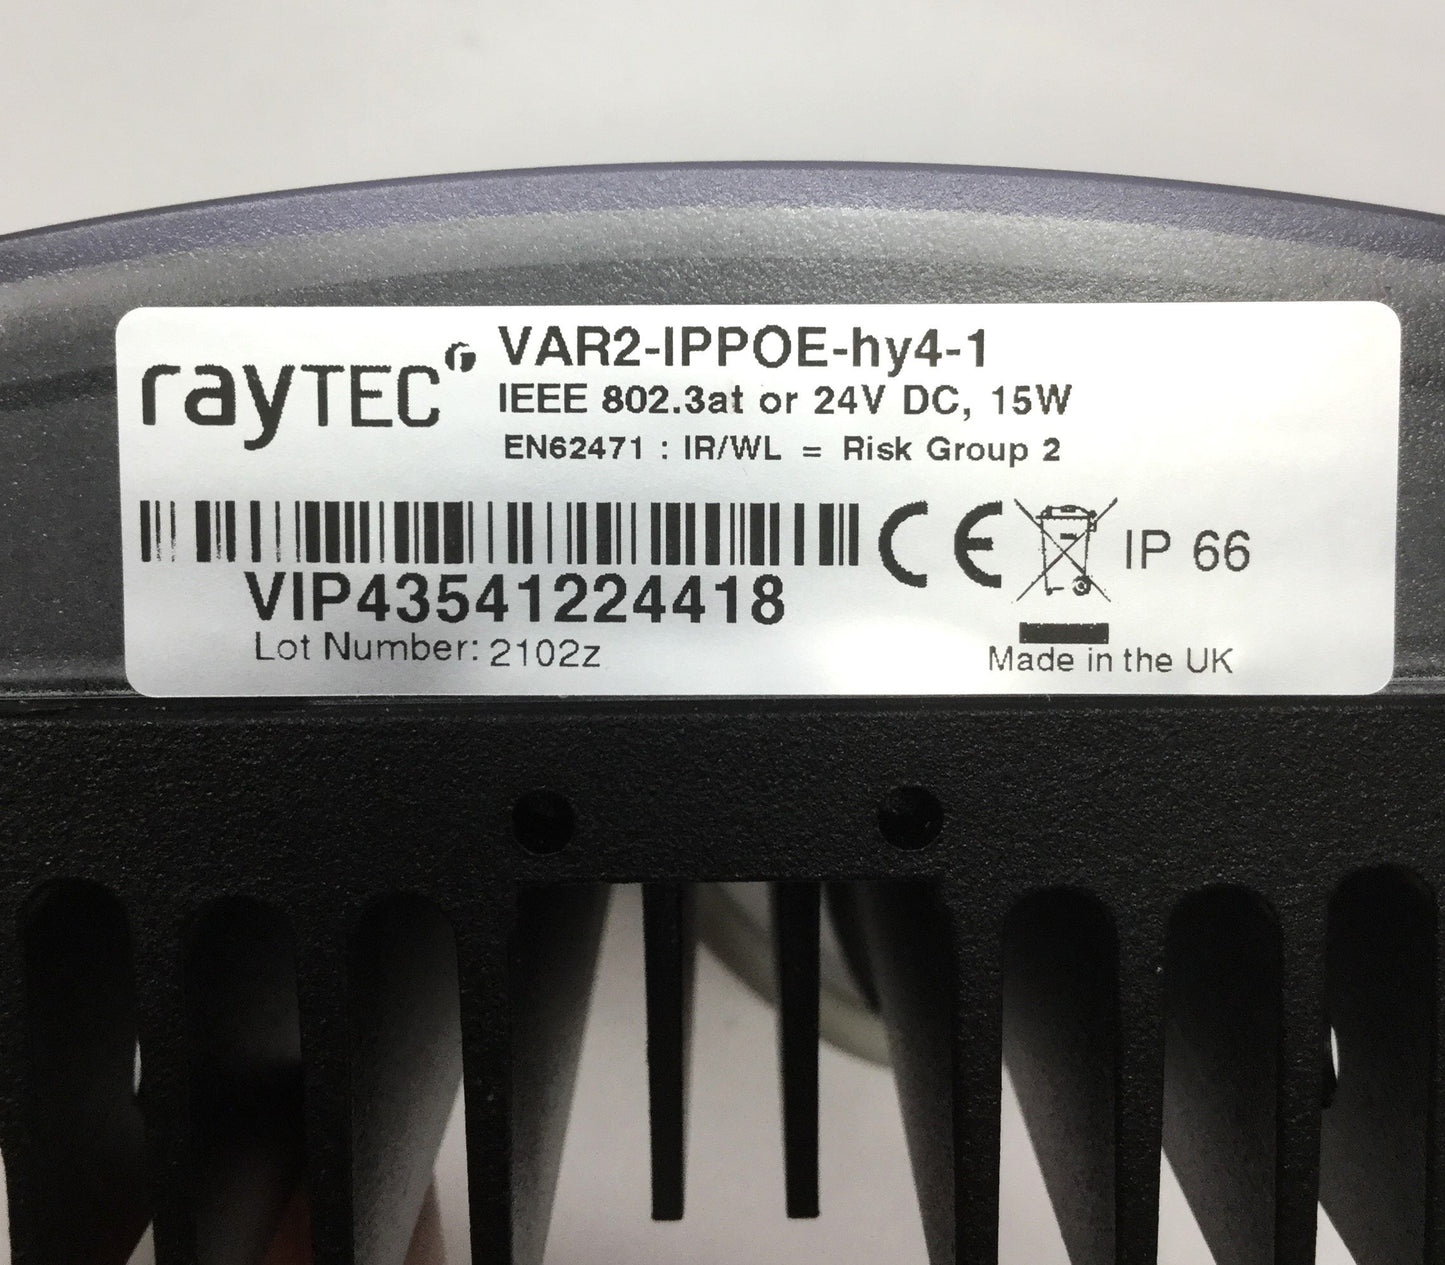 rayTEC
VAR2-IPPOE-hy4-1
IEEE 802.3at or 24V DC, 15W
EN62471 : IR/WL = Risk Group 2
CE
IP 66
VIP43541224418
Lot Number: 2102z
Made in the UK